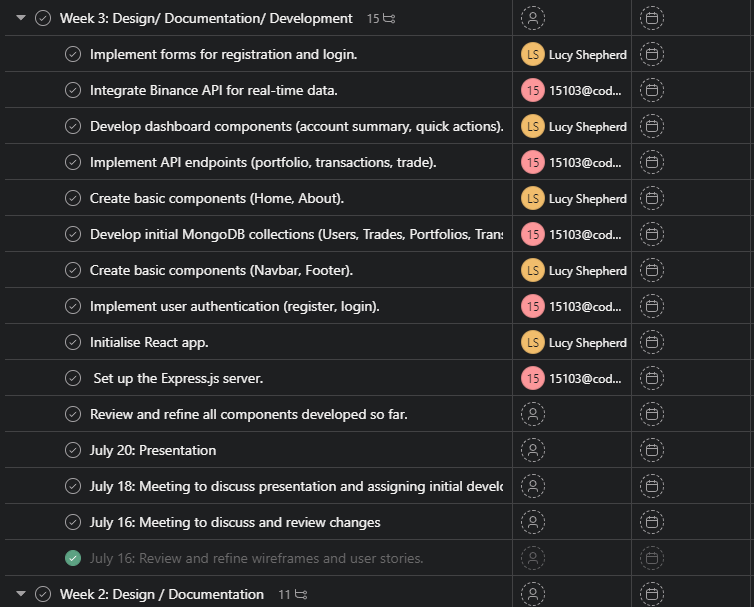 Week 3: Design/ Documentation/ Development 15
Implement forms for registration and login. LS Lucy Shepherd
Integrate Binance API for real-time data. 15 15103@cod...
Develop dashboard components (account summary, quick actions). LS Lucy Shepherd
Implement API endpoints (portfolio, transactions, trade). 15 15103@cod...
Create basic components (Home, About). LS Lucy Shepherd
Develop initial MongoDB collections (Users, Trades, Portfolios, Trans 15 15103@cod...
Create basic components (Navbar, Footer). LS Lucy Shepherd
Implement user authentication (register, login). 15 15103@cod...
Initialise React app. LS Lucy Shepherd
Set up the Express.js server. 15 15103@cod...
Review and refine all components developed so far.
July 20: Presentation
July 18: Meeting to discuss presentation and assigning initial develo
July 16: Meeting to discuss and review changes
July 16: Review and refine wireframes and user stories.
Week 2: Design / Documentation 11